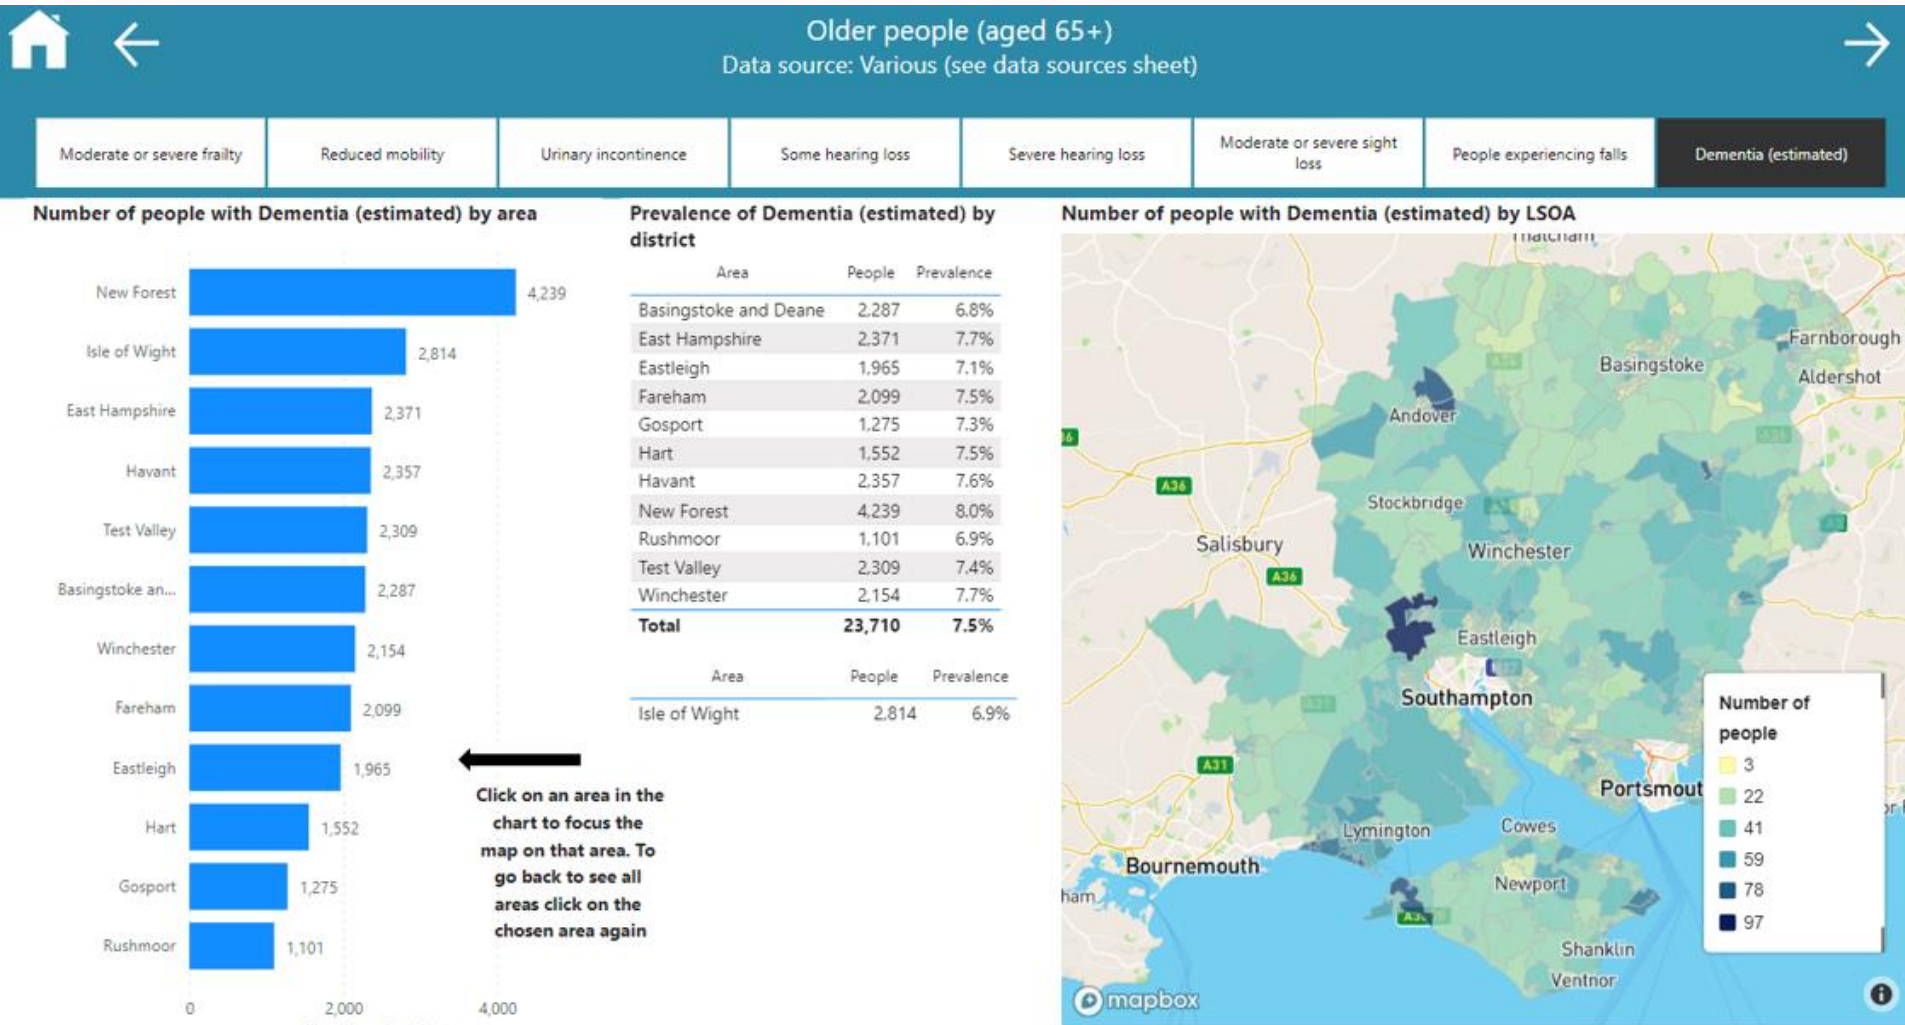 Older people (aged 65+)
Data source: Various (see data sources sheet)
Moderate or severe frailty
Reduced mobility
Urinary incontinence
Some hearing loss
Severe hearing loss
Moderate or severe sight
loss
People experiencing falls
Dementia (estimated)
Number of people with Dementia (estimated) by area
New Forest 4,239
Isle of Wight 2,814
East Hampshire 2,371
Havant 2,357
Test Valley 2,309
Basingstoke an... 2,287
Winchester 2,154
Fareham 2,099
Eastleigh 1,965
Hart 1,552
Gosport 1,275
Rushmoor 1,101
0 2,000 4,000
Click on an area in the
chart to focus the
map on that area. To
go back to see all
areas click on the
chosen area again
Prevalence of Dementia (estimated) by
district
Area People Prevalence
Basingstoke and Deane 2,287 6.8%
East Hampshire 2,371 7.7%
Eastleigh 1,965 7.1%
Fareham 2,099 7.5%
Gosport 1,275 7.3%
Hart 1,552 7.5%
Havant 2,357 7.6%
New Forest 4,239 8.0%
Rushmoor 1,101 6.9%
Test Valley 2,309 7.4%
Winchester 2,154 7.7%
Total 23,710 7.5%
Area People Prevalence
Isle of Wight 2,814 6.9%
Number of people with Dementia (estimated) by LSOA
Thatcham
Farnborough
Basingstoke
Aldershot
Andover
A36
Stockbridge
Salisbury
Winchester
A36
Eastleigh
Southampton
A31
A31
Portsmout
Lymington
Cowes
Bournemouth
Newport
ham
Shanklin
Ventnor
mapbox
Number of
people
3
22
41
59
78
97